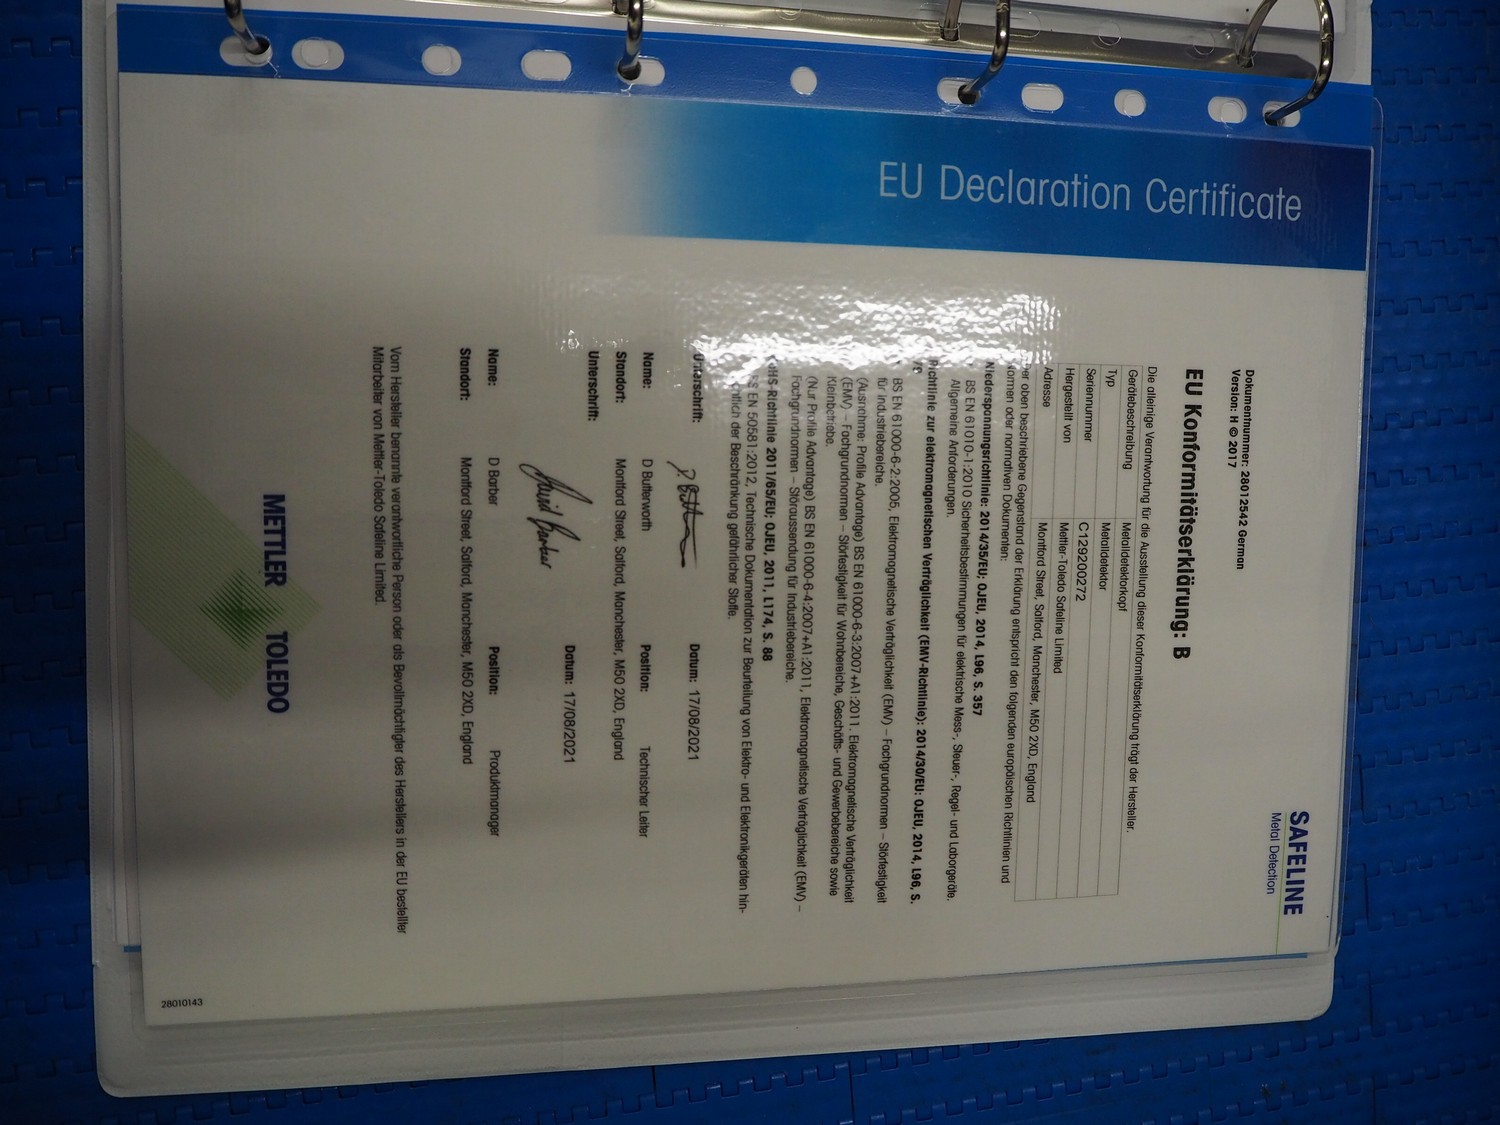 EU Declaration Certificate
SAFELINE
Metal Detection
Dokumentnummer: 28012542 German
Version: H © 2017
EU Konformitätserklärung: B
Die alleinige Verantwortung für die Ausstellung dieser Konformitätserklärung trägt der Hersteller.
Gerätebeschreibung Metalldetektorkopf
Typ Metalldetektor
Seriennummer C129200272
Hergestellt von Mettler-Toledo Safeline Limited
Adresse Montford Street, Salford, Manchester, M50 2XD, England
Der oben beschriebene Gegenstand der Erklärung entspricht den folgenden europäischen Richtlinien und
Normen oder normativen Dokumenten:
Niederspannungsrichtlinie: 2014/35/EU; OJEU, 2014, L96, S. 357
BS EN 61010-1:2010 Sicherheitsbestimmungen für elektrische Mess-, Steuer-, Regel- und Laborgeräte.
Allgemeine Anforderungen.
Richtlinie zur elektromagnetischen Verträglichkeit (EMV-Richtlinie): 2014/30/EU: OJEU, 2014, L96, S.
BS EN 61000-6-2:2005, Elektromagnetische Verträglichkeit (EMV) – Fachgrundnormen – Störfestigkeit
für Industriebereiche.
(Ausnahme: Profile Advantage) BS EN 61000-6-3:2007+A1:2011. Elektromagnetische Verträglichkeit
(EMV) – Fachgrundnormen – Störfestigkeit für Wohnbereiche, Geschäfts- und Gewerbebereiche sowie
Kleinbetriebe.
(Nur Profile Advantage) BS EN 61000-6-4:2007+A1:2011, Elektromagnetische Verträglichkeit (EMV) –
Fachgrundnormen – Störaussendung für Industriebereiche.
RoHS-Richtlinie 2011/65/EU; OJEU, 2011, L174, S. 88
BS EN 50581:2012, Technische Dokumentation zur Beurteilung von Elektro- und Elektronikgeräten hin-
sichtlich der Beschränkung gefährlicher Stoffe.
Unterschrift: Datum: 17/08/2021
Name: D Butterworth Position: Technischer Leiter
Standort: Montford Street, Salford, Manchester, M50 2XD, England
Unterschrift: David Barber Datum: 17/08/2021
Name: D Barber Position: Produktmanager
Standort: Montford Street, Salford, Manchester, M50 2XD, England
Vom Hersteller benannte verantwortliche Person oder als Bevollmächtigter des Herstellers in der EU bestellter
Mitarbeiter von Mettler-Toledo Safeline Limited.
METTLER TOLEDO
28010143